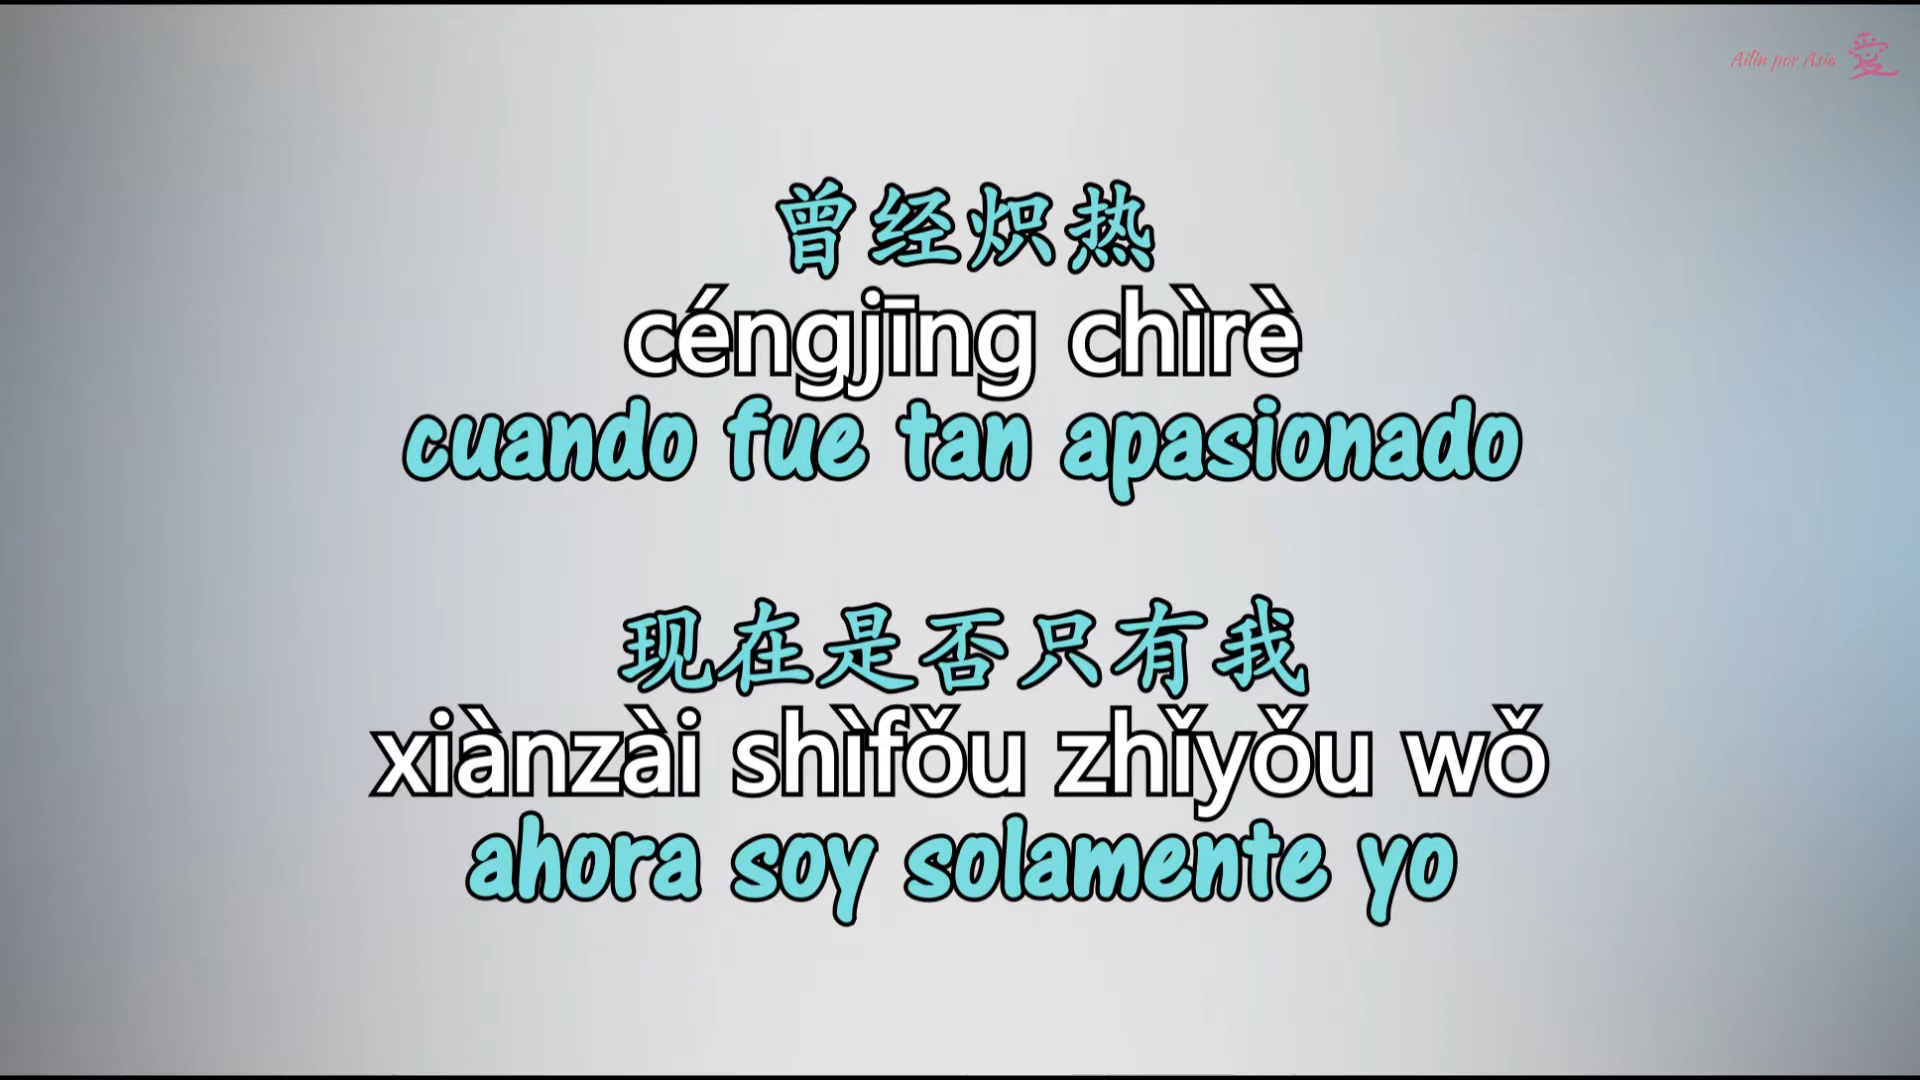 Ailin por Asia 愛
曾经炽热
céngjīng chìrè
cuando fue tan apasionado
现在是否只有我
xiànzài shìfǒu zhǐyǒu wǒ
ahora soy solamente yo